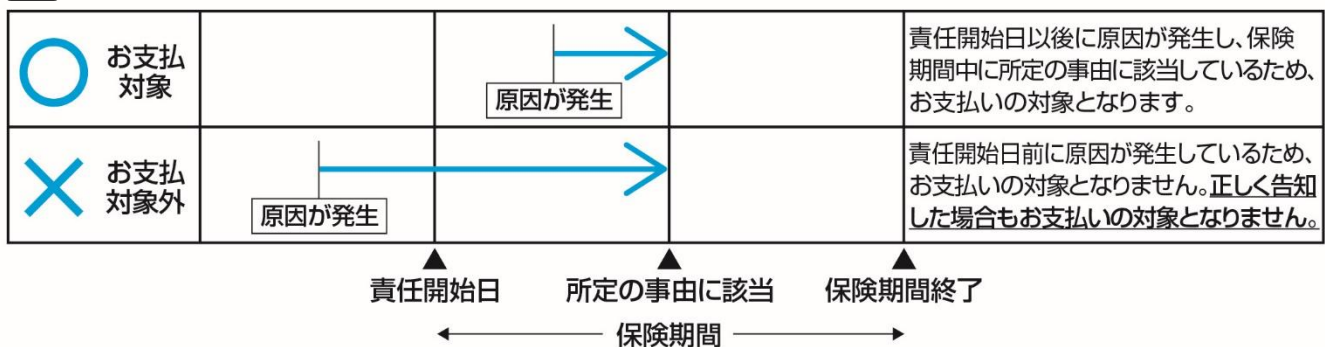 お支払
対象
原因が発生
責任開始日以後に原因が発生し、保険
期間中に所定の事由に該当しているため、
お支払いの対象となります。
お支払
対象外
原因が発生
責任開始日前に原因が発生しているため、
お支払いの対象となりません。正しく告知
した場合もお支払いの対象となりません。
責任開始日
所定の事由に該当
保険期間終了
保険期間